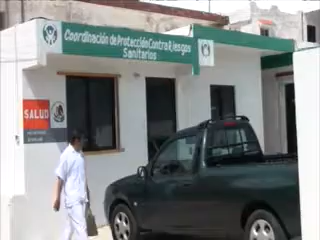 Coordinación de Protección Contra Riesgos
Sanitarios
SALUD